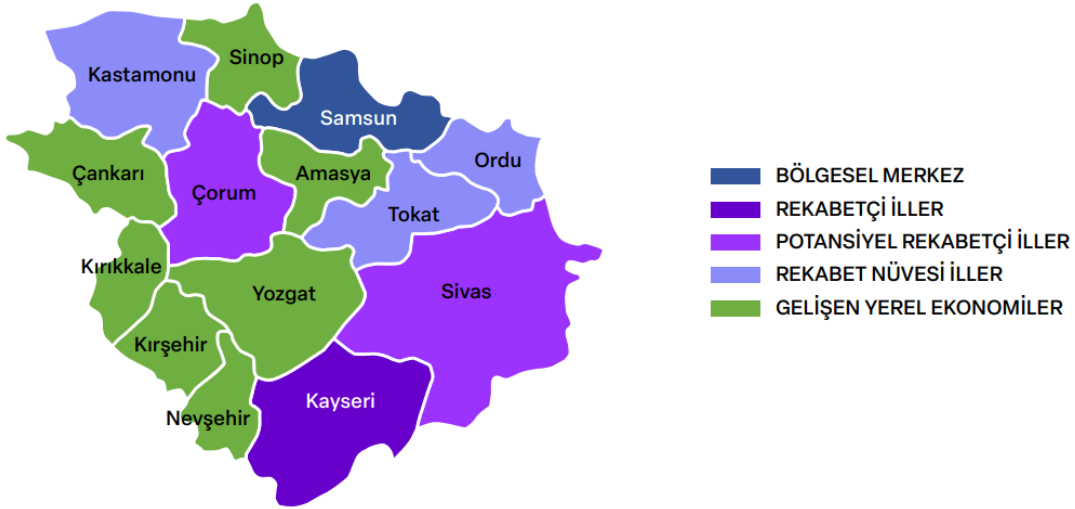 Sinop
Kastamonu
Samsun
Ordu
Çankarı
Amasya
Çorum
Tokat
Kırıkkale
Yozgat
Sivas
Kırşehir
Kayseri
Nevşehir
BÖLGESEL MERKEZ
REKABETÇİ İLLER
POTANSİYEL REKABETÇİ İLLER
REKABET NÜVESİ İLLER
GELİŞEN YEREL EKONOMİLER